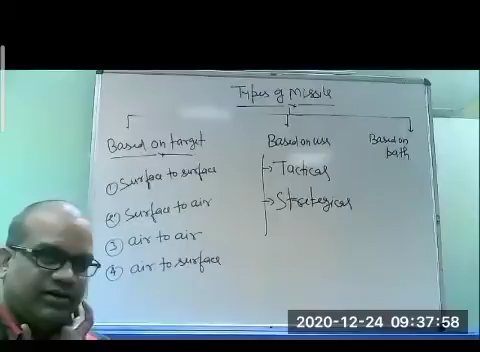 Types of Missile
Based on target
① Surface to surface
② Surface to air
③ air to air
④ air to surface
Based on use
→ Tactical
→ Strategical
Based on
path
2020-12-24 09:37:58